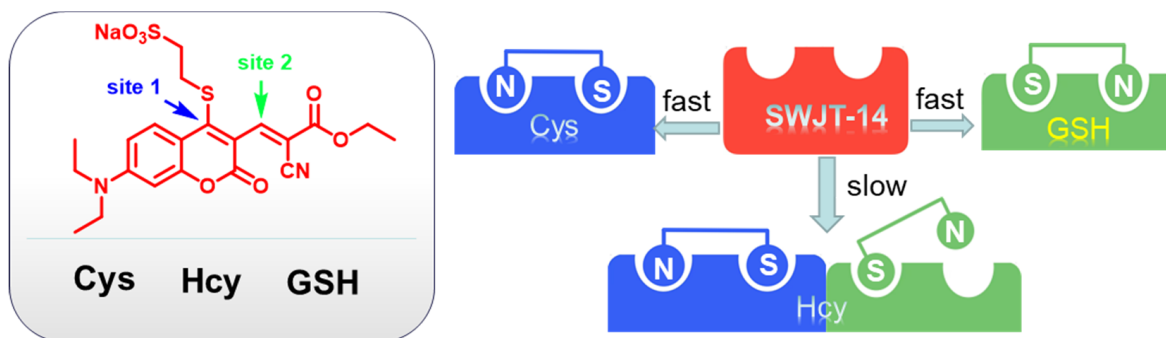 NaO3S
site 1
site 2
S
O
O
N
O
O
CN
Cys Hcy GSH
N S
Cys
fast
SWJT-14
fast
S N
GSH
slow
N S
S N
Hcy